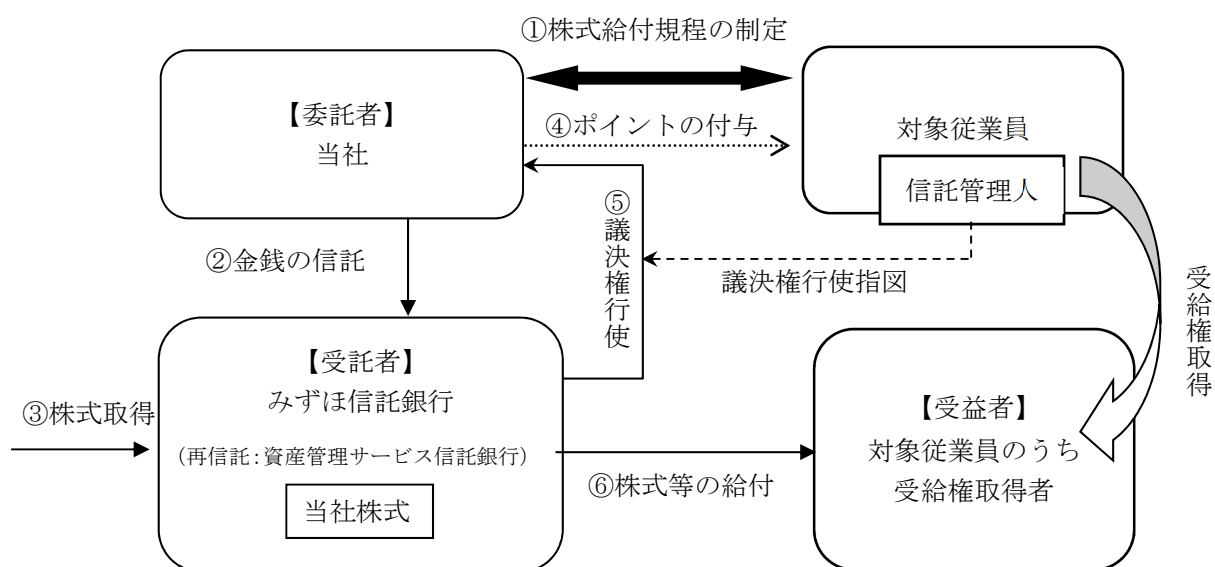 ①株式給付規程の制定
【委託者】
当社
④ポイントの付与
対象従業員
信託管理人
⑤議決権行使
②金銭の信託
議決権行使指図
受給権取得
【受託者】
みずほ信託銀行
(再信託:資産管理サービス信託銀行)
当社株式
③株式取得
⑥株式等の給付
【受益者】
対象従業員のうち
受給権取得者